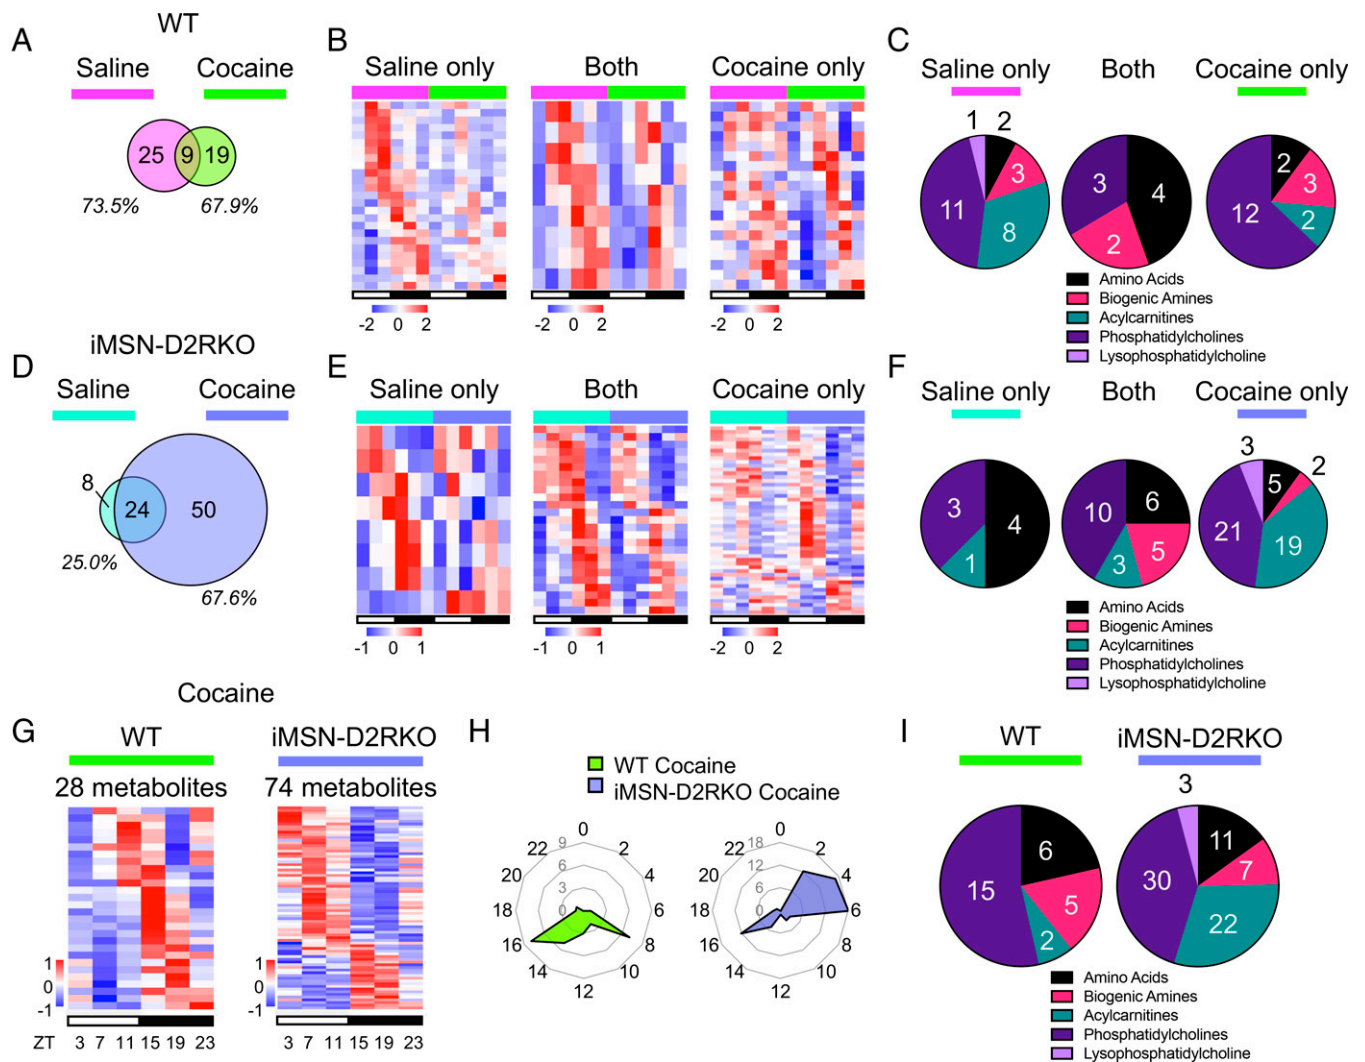 WT
A
Saline Cocaine
25 9 19
73.5% 67.9%
B
Saline only Both Cocaine only
-2 0 2 -2 0 2 -2 0 2
C
Saline only Both Cocaine only
1 2 3 8 11
3 4 2
2 3 2 12
Amino Acids
Biogenic Amines
Acylcarnitines
Phosphatidylcholines
Lysophosphatidylcholine
iMSN-D2RKO
D
Saline Cocaine
8 24 50
25.0% 67.6%
E
Saline only Both Cocaine only
-1 0 1 -1 0 1 -2 0 2
F
Saline only Both Cocaine only
3 4 1
10 6 5 3
3 5 2 19 21
Amino Acids
Biogenic Amines
Acylcarnitines
Phosphatidylcholines
Lysophosphatidylcholine
Cocaine
G
WT iMSN-D2RKO
28 metabolites 74 metabolites
1 1
0 0
-1 -1
ZT 3 7 11 15 19 23 3 7 11 15 19 23
H
WT Cocaine
iMSN-D2RKO Cocaine
0 2 4 6 8 10 12 14 16 18 20 22
9 6 3 0
0 2 4 6 8 10 12 14 16 18 20 22
18 12 6 0
I
WT iMSN-D2RKO
6 5 2 15
3 11 7 22 30
Amino Acids
Biogenic Amines
Acylcarnitines
Phosphatidylcholines
Lysophosphatidylcholine